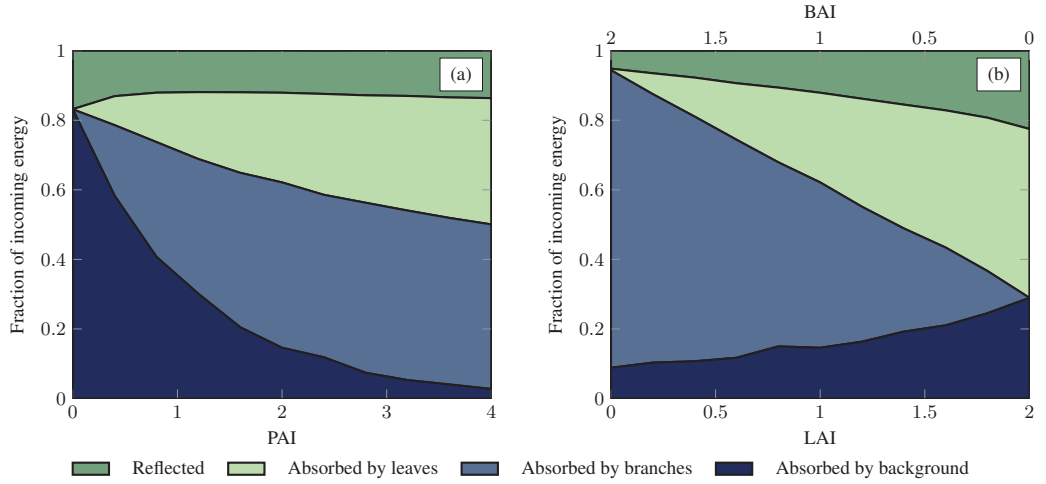 BAI
2 1.5 1 0.5 0
1
0.8
0.6
0.4
0.2
0
Fraction of incoming energy
(a)
0 1 2 3 4
PAI
1
0.8
0.6
0.4
0.2
0
Fraction of incoming energy
(b)
0 0.5 1 1.5 2
LAI
Reflected Absorbed by leaves Absorbed by branches Absorbed by background